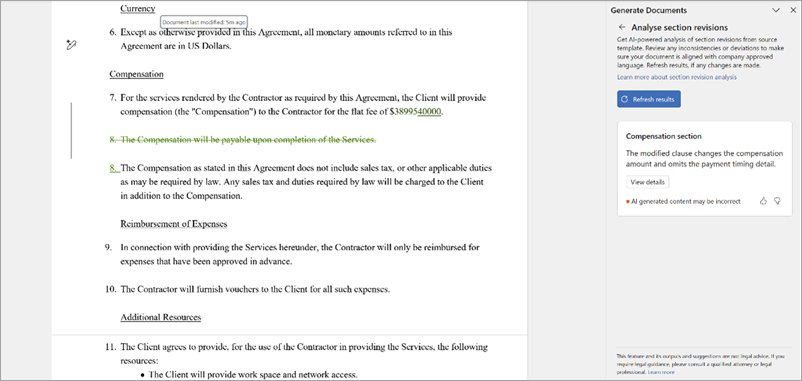 Currency
Document last modified: 5m ago
6. Except as otherwise provided in this Agreement, all monetary amounts referred to in this
Agreement are in US Dollars.
Compensation
7. For the services rendered by the Contractor as required by this Agreement, the Client will provide
compensation (the "Compensation") to the Contractor for the flat fee of $389954​0000.
8. The Compensation will be payable upon completion of the Services.
8. The Compensation as stated in this Agreement does not include sales tax, or other applicable duties
as may be required by law. Any sales tax and duties required by law will be charged to the Client
in addition to the Compensation.
Reimbursement of Expenses
9. In connection with providing the Services hereunder, the Contractor will only be reimbursed for
expenses that have been approved in advance.
10. The Contractor will furnish vouchers to the Client for all such expenses.
Additional Resources
11. The Client agrees to provide, for the use of the Contractor in providing the Services, the following
resources:
• The Client will provide work space and network access.
Generate Documents
Analyse section revisions
Get AI-powered analysis of section revisions from source
template. Review any inconsistencies or deviations to make
sure your document is aligned with company approved
language. Refresh results, if any changes are made.
Learn more about section revision analysis
Refresh results
Compensation section
The modified clause changes the compensation
amount and omits the payment timing detail.
View details
AI generated content may be incorrect
This feature and its outputs and suggestions are not legal advice. If you
require legal guidance, please consult a qualified attorney or legal
professional. Learn more